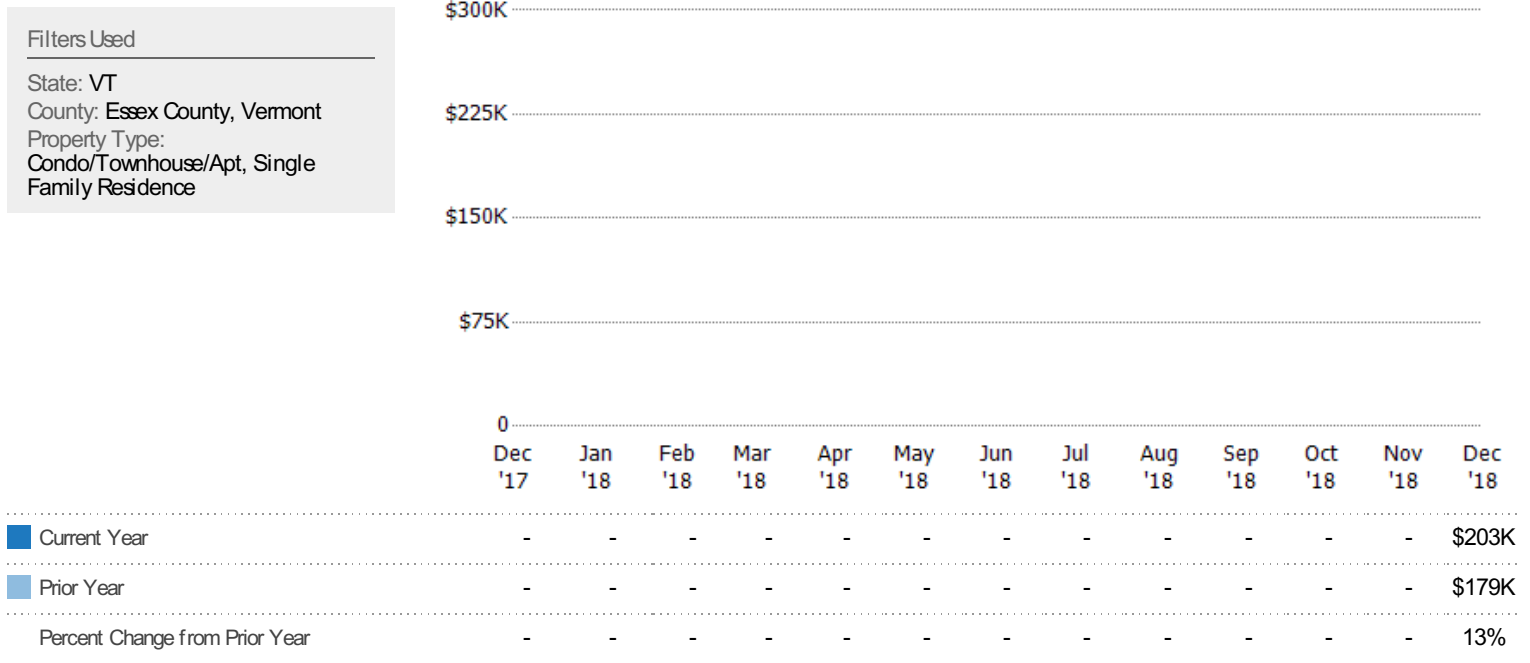 Filters Used
State: VT
County: Essex County, Vermont
Property Type:
Condo/Townhouse/Apt, Single
Family Residence
$300K
$225K
$150K
$75K
0
Dec Jan Feb Mar Apr May Jun Jul Aug Sep Oct Nov Dec
'17 '18 '18 '18 '18 '18 '18 '18 '18 '18 '18 '18 '18
Current Year - - - - - - - - - - - - $203K
Prior Year - - - - - - - - - - - - $179K
Percent Change from Prior Year - - - - - - - - - - - - 13%